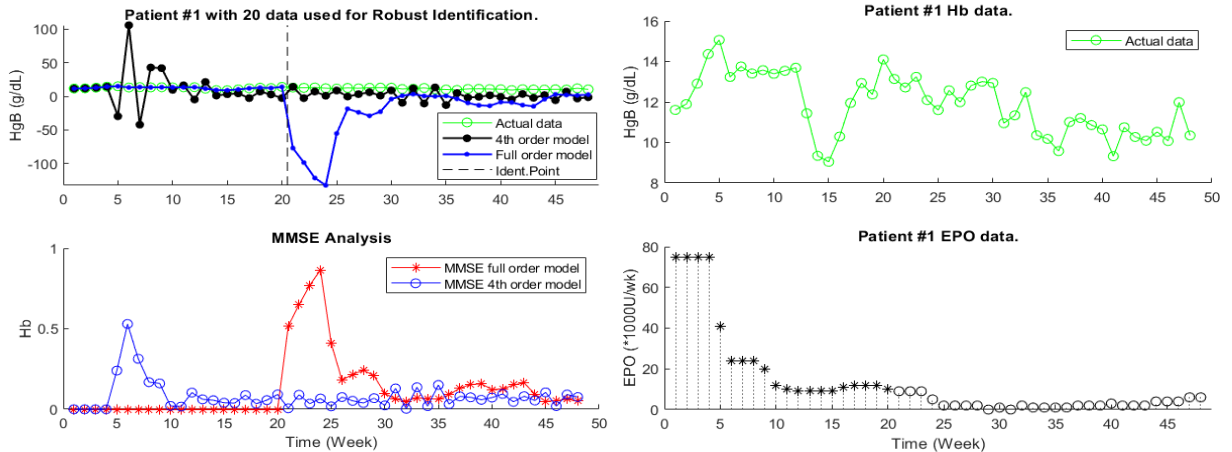 Patient #1 with 20 data used for Robust Identification.
HgB (g/dL)
100
50
0
-50
-100
Actual data
4th order model
Full order model
Ident.Point
0 5 10 15 20 25 30 35 40 45
Patient #1 Hb data.
HgB (g/dL)
16
14
12
10
8
Actual data
0 5 10 15 20 25 30 35 40 45 50
MMSE Analysis
Hb
1
0.5
0
MMSE full order model
MMSE 4th order model
0 5 10 15 20 25 30 35 40 45 50
Time (Week)
Patient #1 EPO data.
EPO (*1000U/wk)
80
60
40
20
0
0 5 10 15 20 25 30 35 40 45
Time (Week)